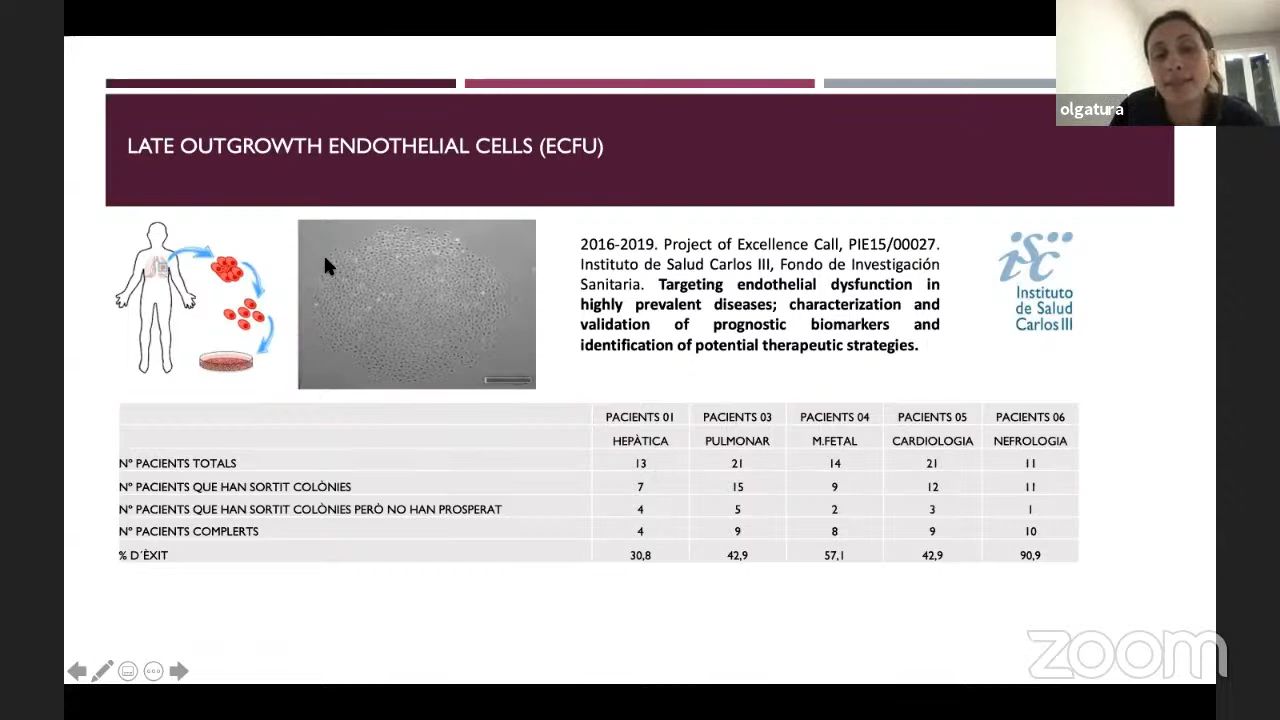 olgatura
LATE OUTGROWTH ENDOTHELIAL CELLS (ECFU)
2016-2019. Project of Excellence Call, PIE15/00027.
Instituto de Salud Carlos III, Fondo de Investigación
Sanitaria. Targeting endothelial dysfunction in
highly prevalent diseases; characterization and
validation of prognostic biomarkers and
identification of potential therapeutic strategies.
isc
Instituto
de Salud
Carlos III
PACIENTS 01 PACIENTS 03 PACIENTS 04 PACIENTS 05 PACIENTS 06
HEPÀTICA PULMONAR M.FETAL CARDIOLOGIA NEFROLOGIA
Nº PACIENTS TOTALS 13 21 14 21 11
Nº PACIENTS QUE HAN SORTIT COLÒNIES 7 15 9 12 11
Nº PACIENTS QUE HAN SORTIT COLÒNIES PERÒ NO HAN PROSPERAT 4 5 2 3 1
Nº PACIENTS COMPLERTS 4 9 8 9 10
% D´ÈXIT 30,8 42,9 57,1 42,9 90,9
zoom